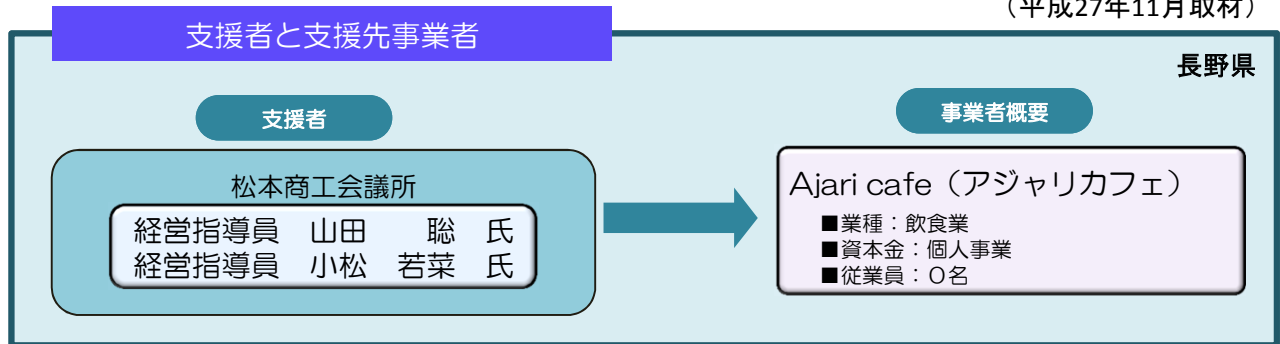 （平成27年11月取材）
支援者と支援先事業者
長野県
支援者
松本商工会議所
経営指導員　山田　　聡　氏
経営指導員　小松　若菜　氏
事業者概要
Ajari cafe（アジャリカフェ）
■業種：飲食業
■資本金：個人事業
■従業員：０名